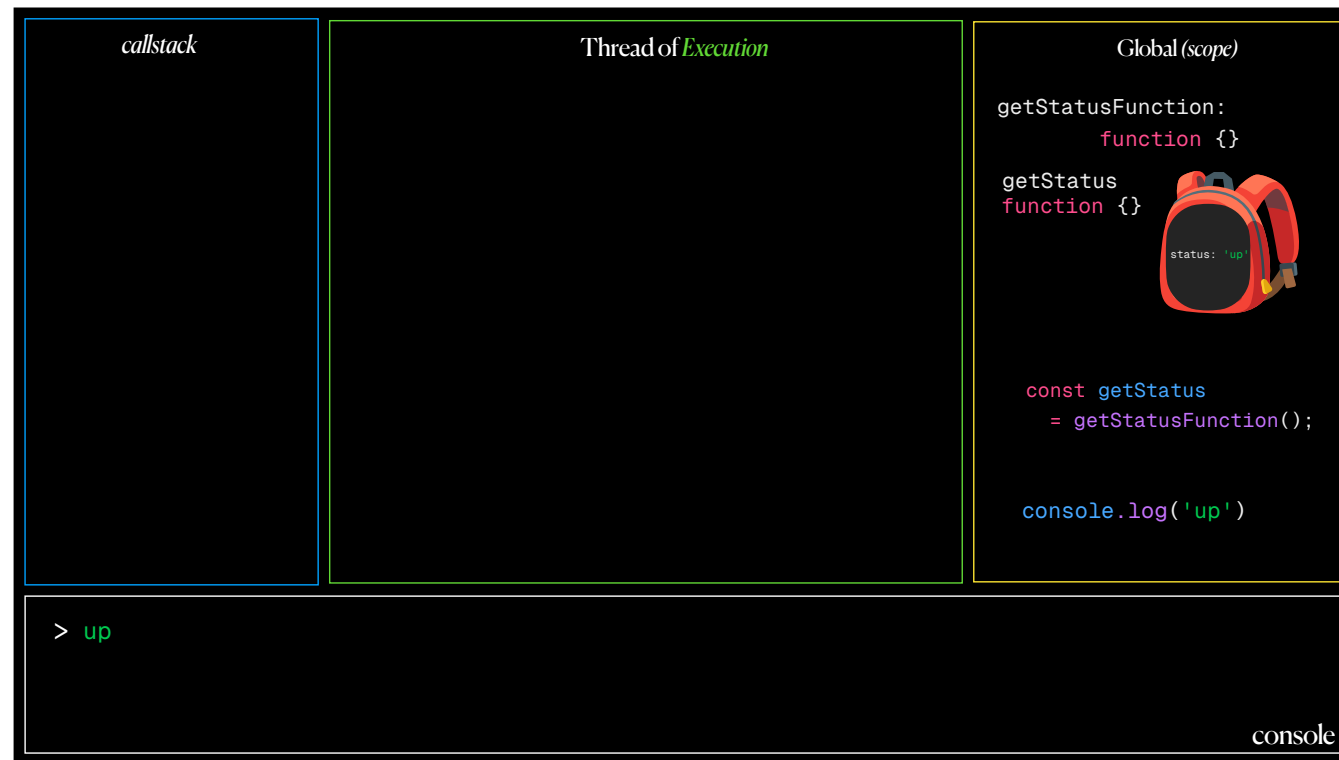 callstack
Thread of Execution
Global (scope)
getStatusFunction:
function {}
getStatus
function {}
status: 'up'
const getStatus
= getStatusFunction();
console.log('up')
> up
console